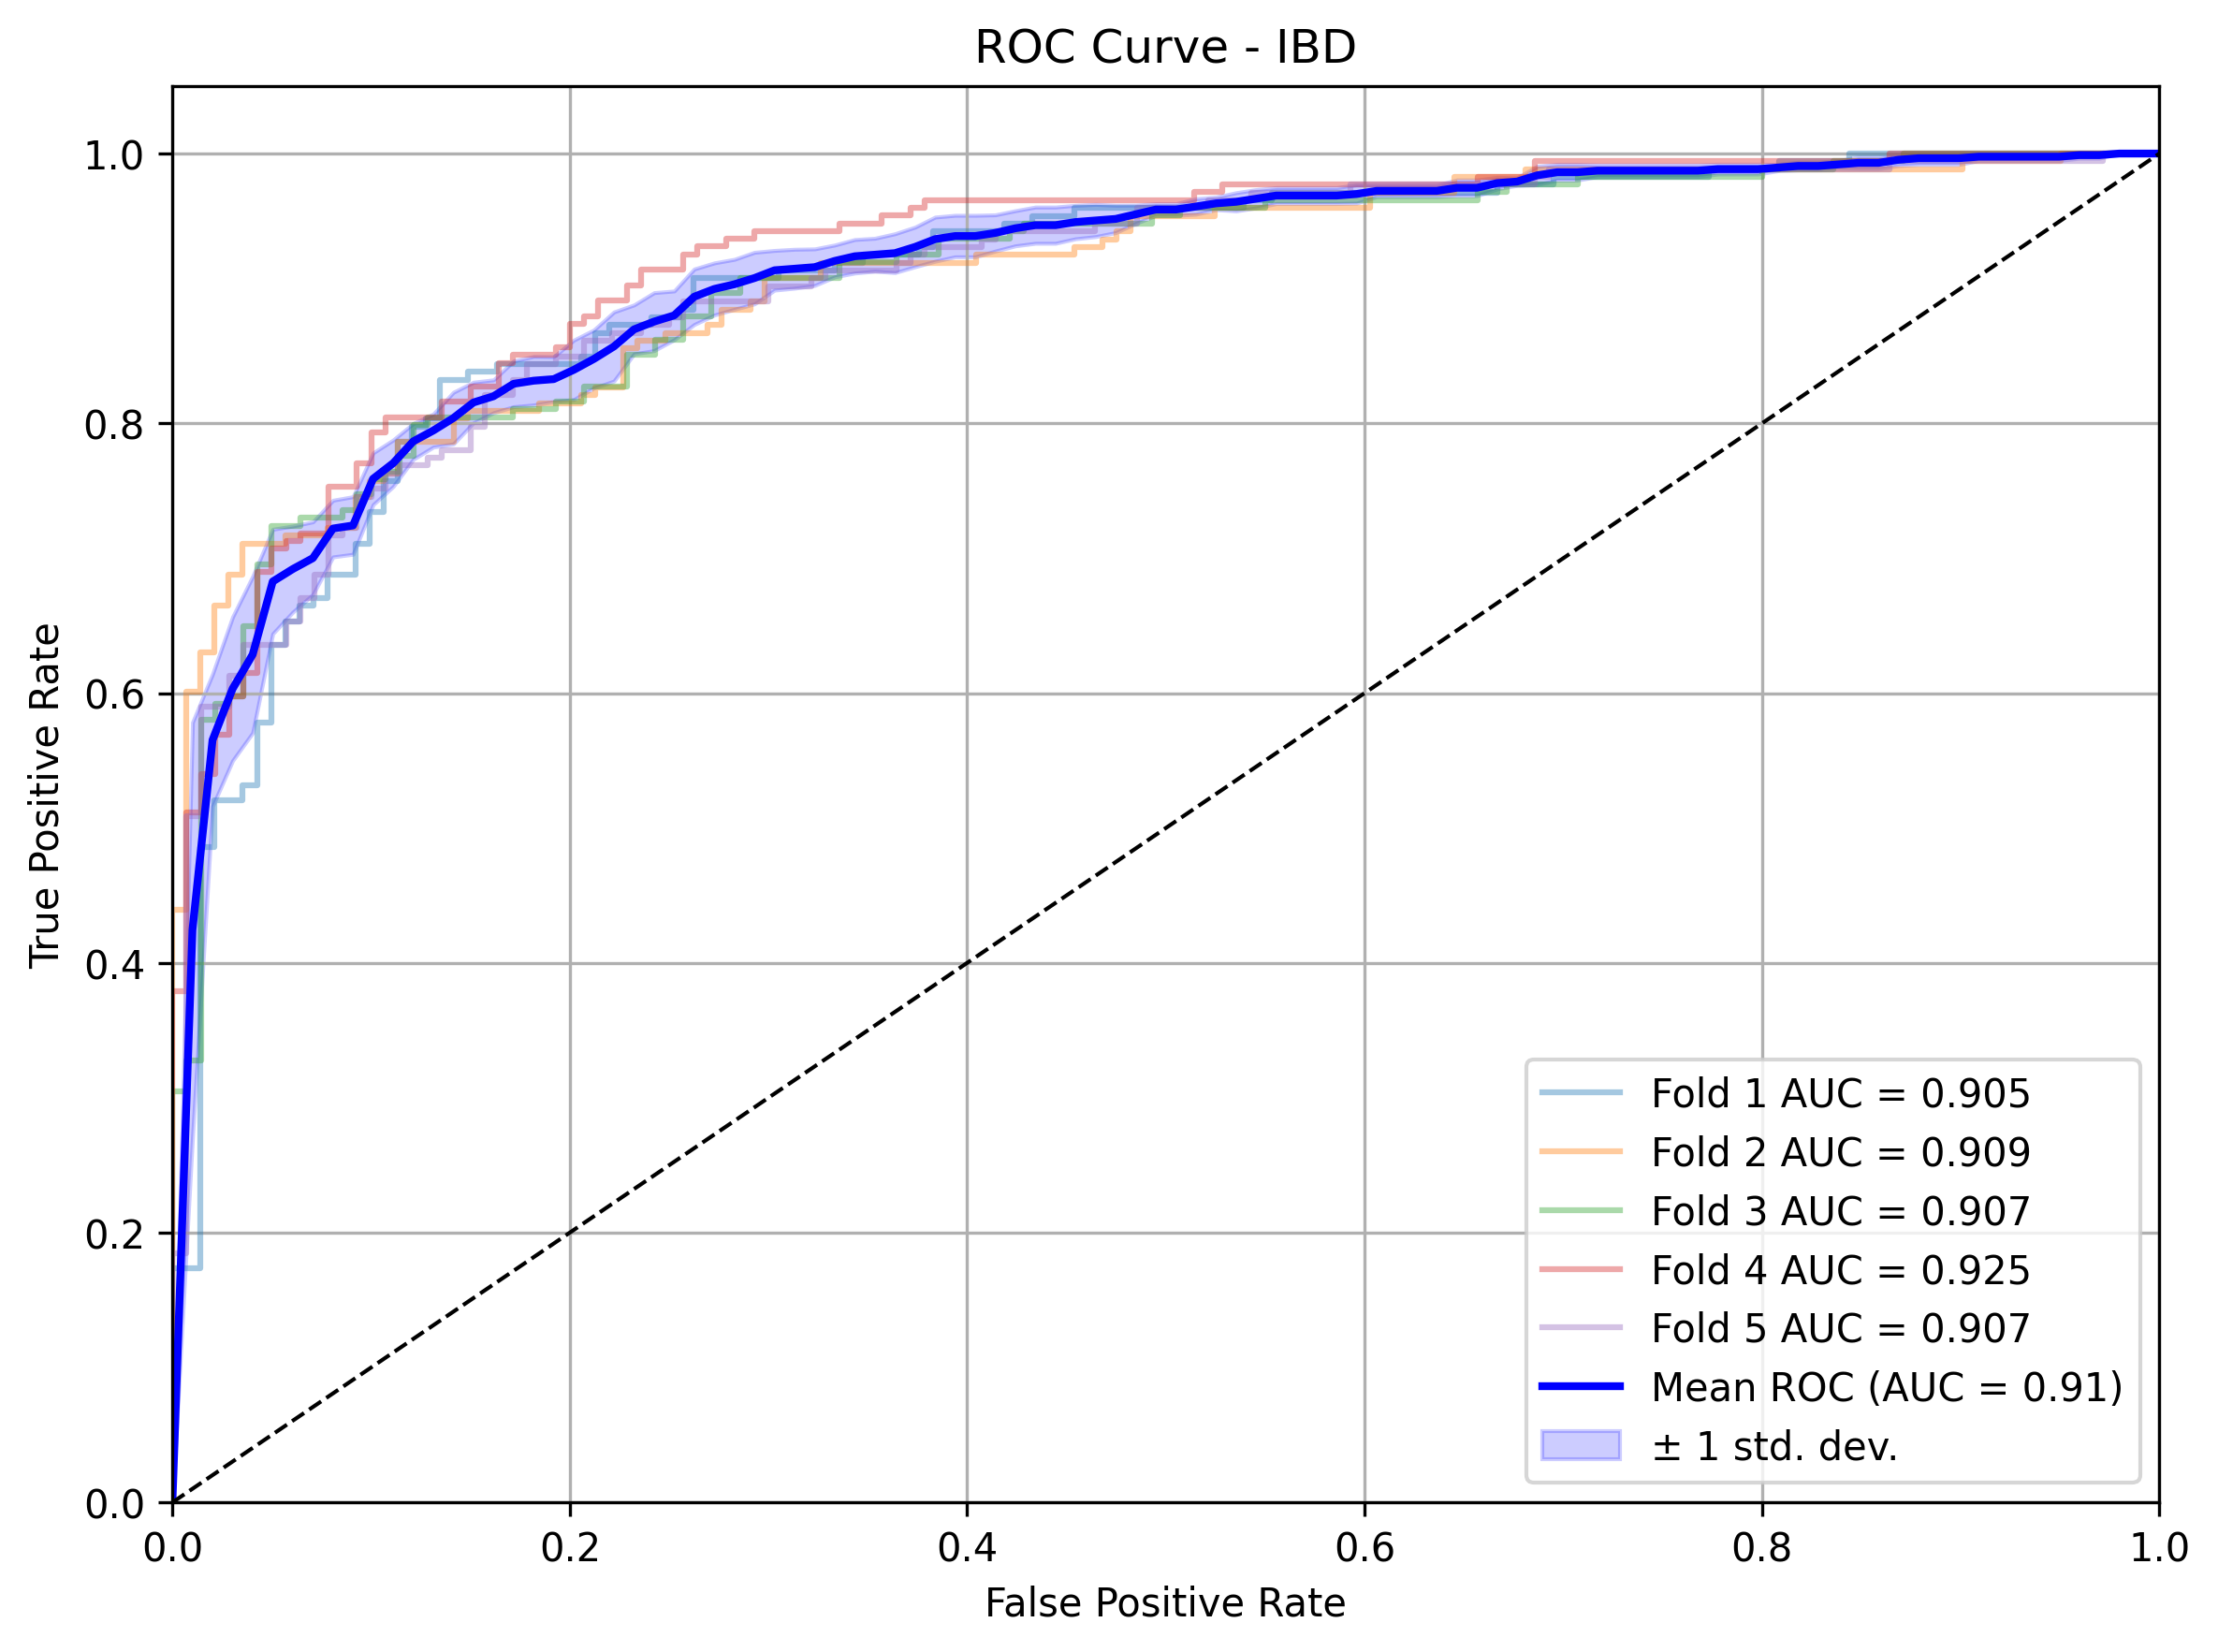 ROC Curve - IBD
True Positive Rate
1.0
0.8
0.6
0.4
0.2
0.0
0.0 0.2 0.4 0.6 0.8 1.0
False Positive Rate
Fold 1 AUC = 0.905
Fold 2 AUC = 0.909
Fold 3 AUC = 0.907
Fold 4 AUC = 0.925
Fold 5 AUC = 0.907
Mean ROC (AUC = 0.91)
± 1 std. dev.